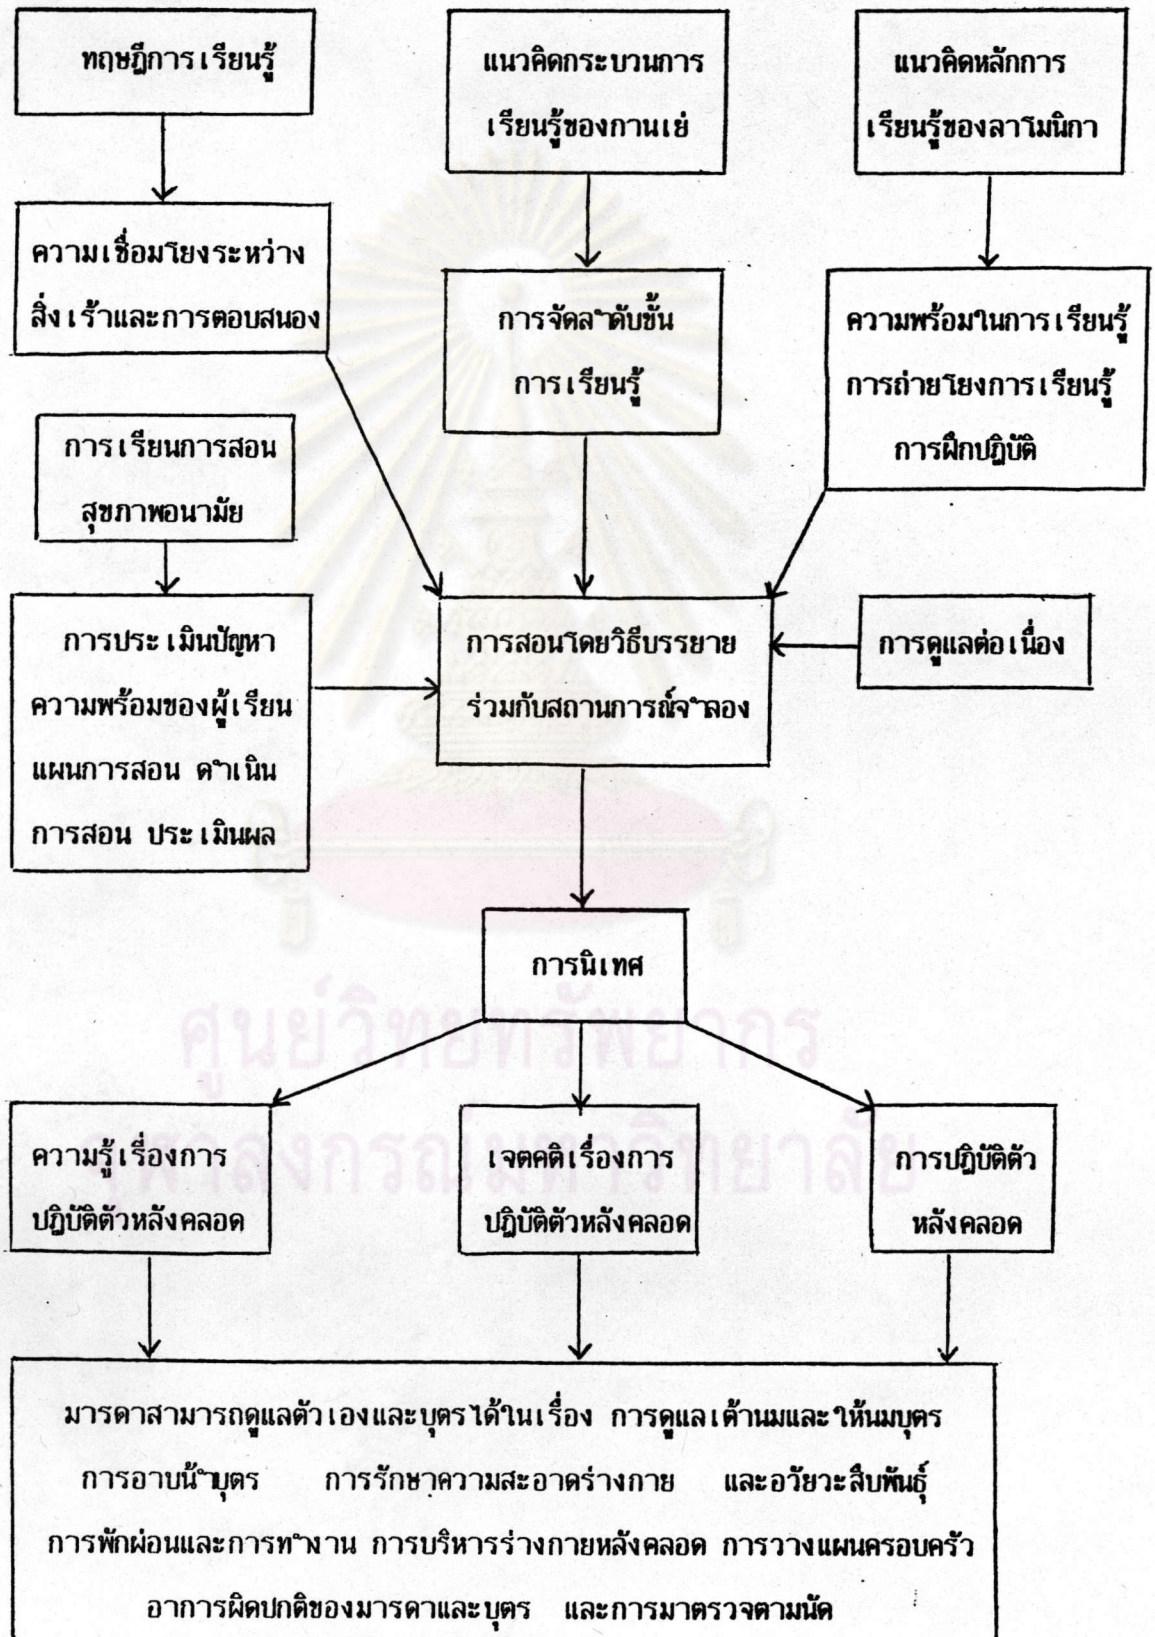 ทฤษฎีการเรียนรู้
แนวคิดกระบวนการ
เรียนรู้ของกานเย่
แนวคิดหลักการ
เรียนรู้ของลาโมนิกา
ความเชื่อมโยงระหว่าง
สิ่งเร้าและการตอบสนอง
การจัดลำดับขั้น
การเรียนรู้
ความพร้อมในการเรียนรู้
การถ่ายโยงการเรียนรู้
การฝึกปฏิบัติ
การเรียนการสอน
สุขภาพอนามัย
การประเมินปัญหา
ความพร้อมของผู้เรียน
แผนการสอน ดำเนิน
การสอน ประเมินผล
การสอนโดยวิธีบรรยาย
ร่วมกับสถานการณ์จำลอง
การดูแลต่อเนื่อง
การนิเทศ
ความรู้เรื่องการ
ปฏิบัติตัวหลังคลอด
เจตคติเรื่องการ
ปฏิบัติตัวหลังคลอด
การปฏิบัติตัว
หลังคลอด
มารดาสามารถดูแลตัวเองและบุตรได้ในเรื่อง การดูแลเต้านมและให้นมบุตร
การอาบน้ำบุตร การรักษาความสะอาดร่างกาย และอวัยวะสืบพันธุ์
การพักผ่อนและการทำงาน การบริหารร่างกายหลังคลอด การวางแผนครอบครัว
อาการผิดปกติของมารดาและบุตร และการมาตรวจตามนัด
ศูนย์วิทยทรัพยากร
จุฬาลงกรณ์มหาวิทยาลัย